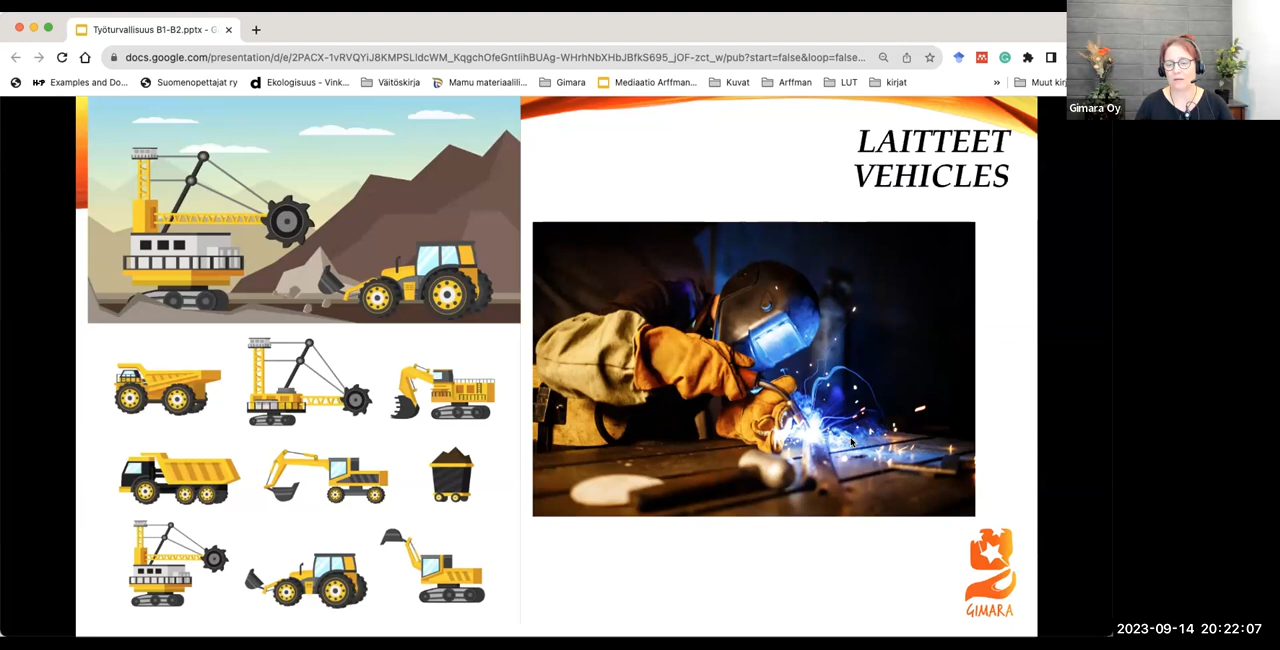 Työturvallisuus B1-B2.pptx - G
docs.google.com/presentation/d/e/2PACX-1vRVQYiJ8KMPSLldcWM_KqgchOfeGntIihBUAg-WHrhNbXHbJBfkS695_jOF-zct_w/pub?start=false&loop=false...
Examples and Do...
Suomenopettajat ry
Ekologisuus - Vink...
Väitöskirja
Mamu materiaalil...
Gimara
Mediaatio Arffman...
Kuvat
Arffman
LUT
kirjat
»
Muut kirj
Gimara Oy
LAITTEET
VEHICLES
GIMARA
2023-09-14 20:22:07